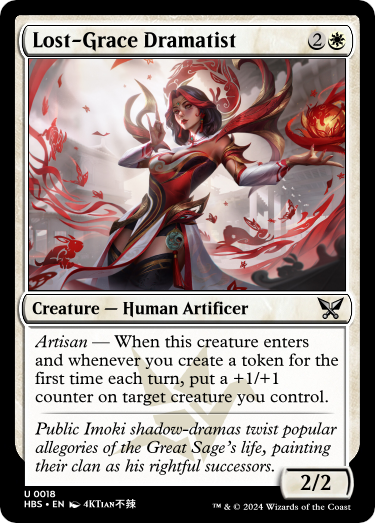 Lost-Grace Dramatist 2
Creature — Human Artificer
Artisan — When this creature enters
and whenever you create a token for the
first time each turn, put a +1/+1
counter on target creature you control.
Public Imoki shadow-dramas twist popular
allegories of the Great Sage's life, painting
their clan as his rightful successors.
2/2
U 0018
HBS • EN 4KTian不辣
™ & © 2024 Wizards of the Coast